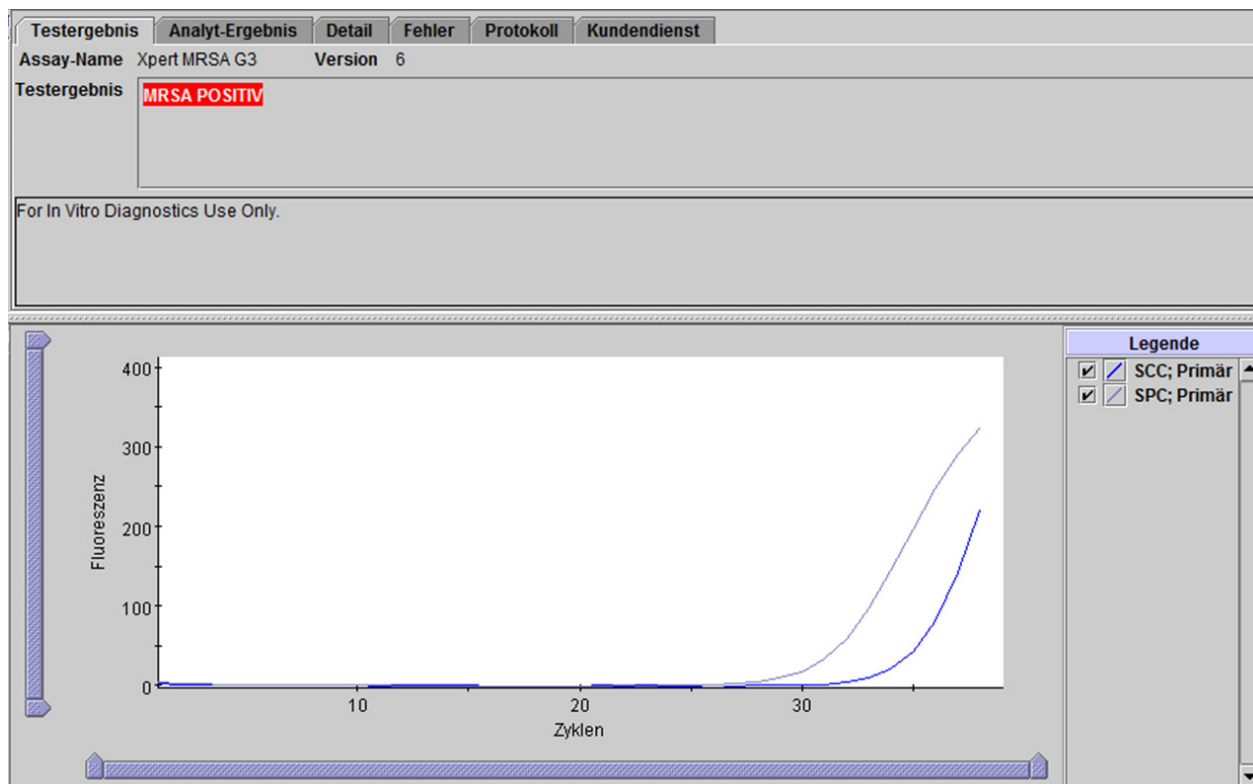 Testergebnis Analyt-Ergebnis Detail Fehler Protokoll Kundendienst
Assay-Name Xpert MRSA G3 Version 6
Testergebnis MRSA POSITIV
For In Vitro Diagnostics Use Only.
Legende
SCC; Primär
SPC; Primär
400
300
200
100
0
Fluoreszenz
10 20 30
Zyklen